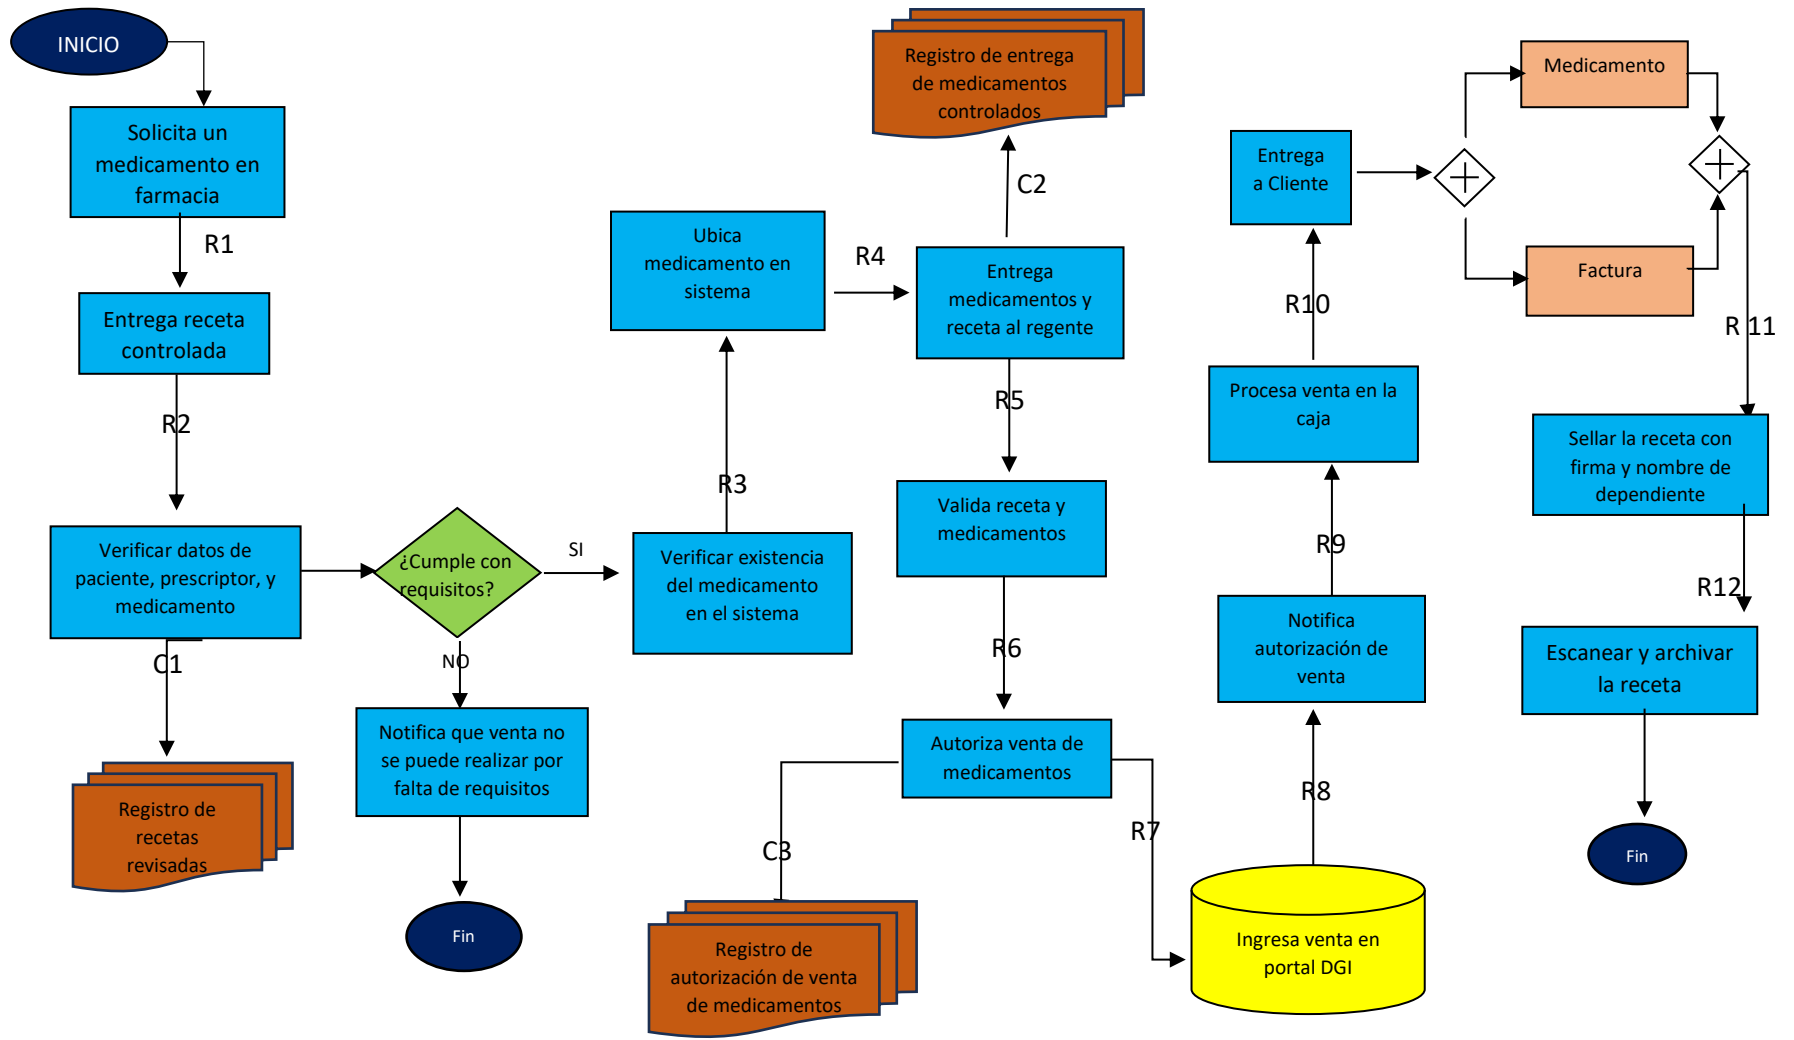 INICIO
Solicita un
medicamento en
farmacia
R1
Entrega receta
controlada
R2
Verificar datos de
paciente, prescriptor, y
medicamento
C1
Registro de
recetas
revisadas
¿Cumple con
requisitos?
SI
NO
Notifica que venta no
se puede realizar por
falta de requisitos
Fin
Verificar existencia
del medicamento
en el sistema
R3
Ubica
medicamento en
sistema
R4
Registro de entrega
de medicamentos
controlados
C2
Entrega
medicamentos y
receta al regente
R5
Valida receta y
medicamentos
R6
Autoriza venta de
medicamentos
C3
Registro de
autorización de venta
de medicamentos
R7
Ingresa venta en
portal DGI
R8
Notifica
autorización de
venta
R9
Procesa venta en la
caja
R10
Entrega
a Cliente
Medicamento
Factura
R 11
Sellar la receta con
firma y nombre de
dependiente
R12
Escanear y archivar
la receta
Fin